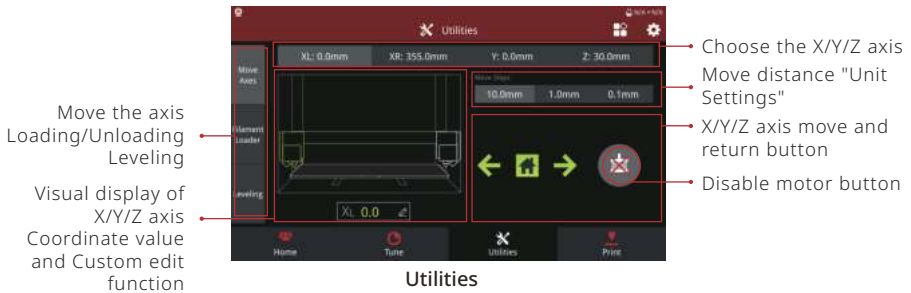 N/A • N/A
Utilities
XL: 0.0mm
XR: 355.0mm
Y: 0.0mm
Z: 30.0mm
Move
Axes
Filament
Loader
Leveling
Move Steps
10.0mm
1.0mm
0.1mm
XL 0.0
Home
Tune
Utilities
Print
Move the axis
Loading/Unloading
Leveling
Visual display of
X/Y/Z axis
Coordinate value
and Custom edit
function
Choose the X/Y/Z axis
Move distance "Unit
Settings"
X/Y/Z axis move and
return button
Disable motor button
Utilities